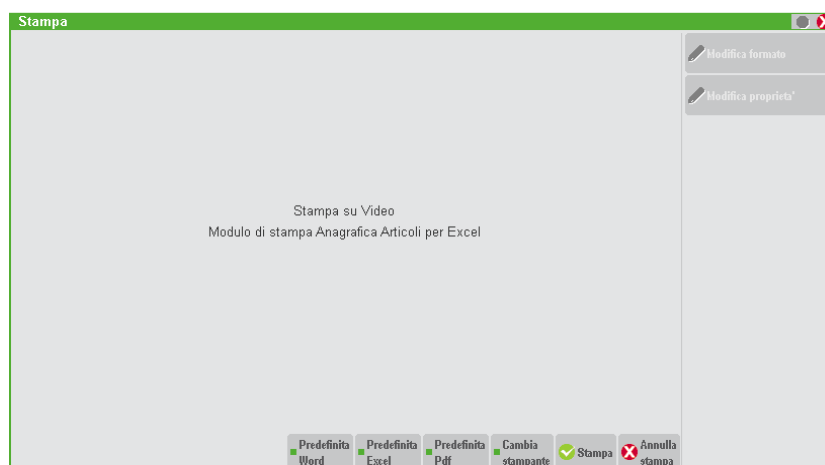 Stampa
Modifica formato
Modifica proprieta'
Stampa su Video
Modulo di stampa Anagrafica Articoli per Excel
Predefinita Word
Predefinita Excel
Predefinita Pdf
Cambia stampante
Stampa
Annulla stampa